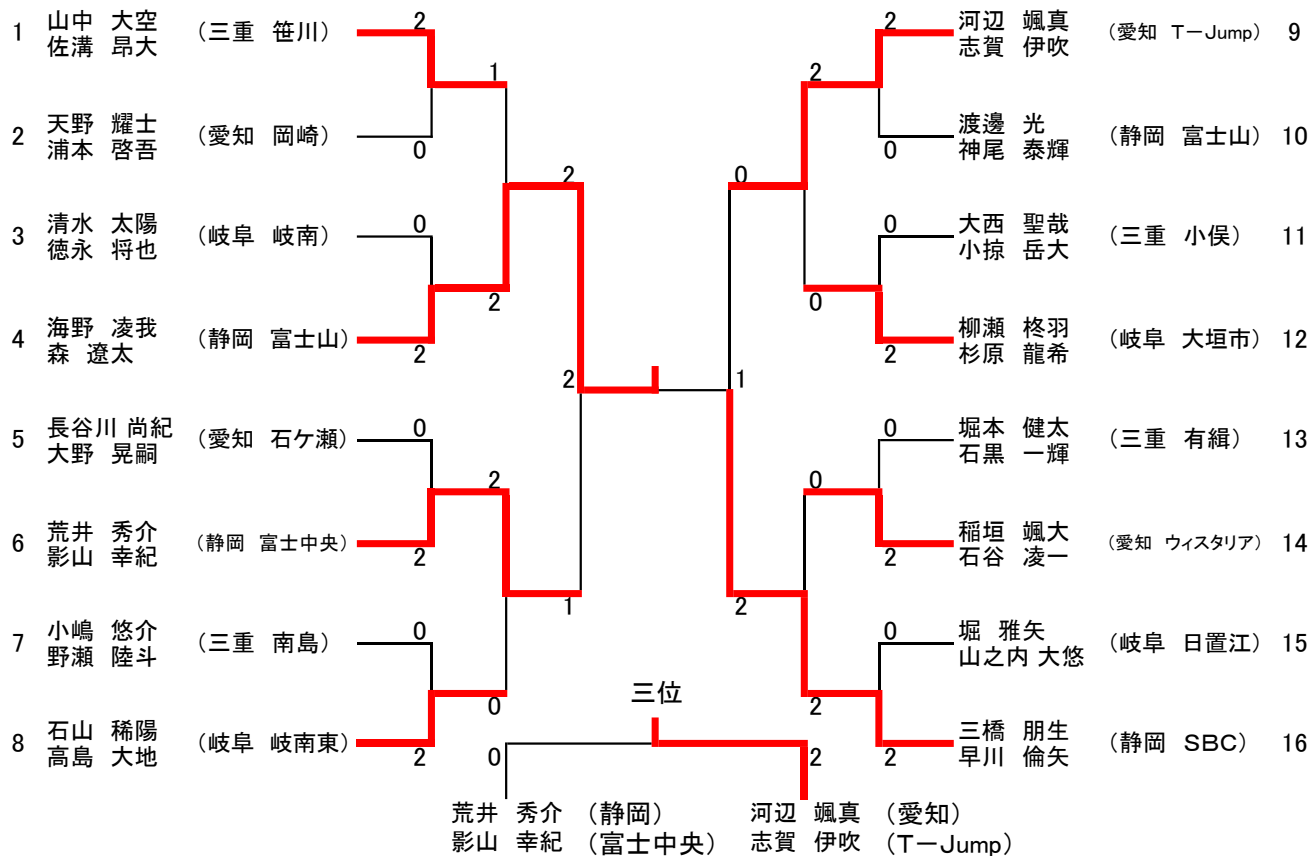 1 山中 大空 (三重 笹川) 2
佐溝 昂大
1
2 天野 耀士 (愛知 岡崎) 0
浦本 啓吾
2
3 清水 太陽 (岐阜 岐南) 0
徳永 将也
2
4 海野 凌我 (静岡 富士山) 2
森 遼太
2
5 長谷川 尚紀 (愛知 石ケ瀬) 0
大野 晃嗣
2
6 荒井 秀介 (静岡 富士中央) 2
影山 幸紀
1
7 小嶋 悠介 (三重 南島) 0
野瀬 陸斗
0
8 石山 稀陽 (岐阜 岐南東) 2
高島 大地
2 河辺 颯真 (愛知 T-Jump) 9
志賀 伊吹
2
0 渡邊 光 (静岡 富士山) 10
神尾 泰輝
0
0 大西 聖哉 (三重 小俣) 11
小掠 岳大
0
2 柳瀬 柊羽 (岐阜 大垣市) 12
杉原 龍希
1
0 堀本 健太 (三重 有緝) 13
石黒 一輝
0
2 稲垣 颯大 (愛知 ウィスタリア) 14
石谷 凌一
2
0 堀 雅矢 (岐阜 日置江) 15
山之内 大悠
2
2 三橋 朋生 (静岡 SBC) 16
早川 倫矢
三位
0 2
荒井 秀介 (静岡) 河辺 颯真 (愛知)
影山 幸紀 (富士中央) 志賀 伊吹 (T-Jump)